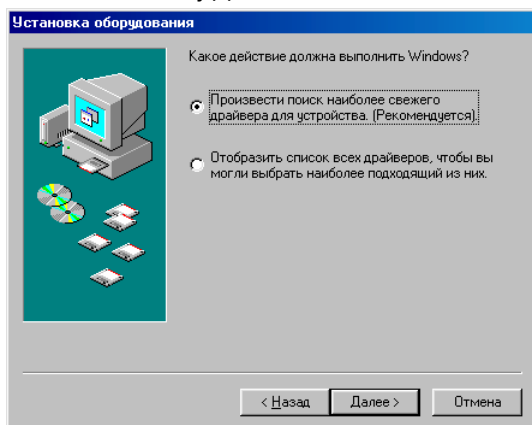 Установка оборудования
Какое действие должна выполнить Windows?
Произвести поиск наиболее свежего
драйвера для устройства. (Рекомендуется).
Отобразить список всех драйверов, чтобы вы
могли выбрать наиболее подходящий из них.
< Назад
Далее >
Отмена